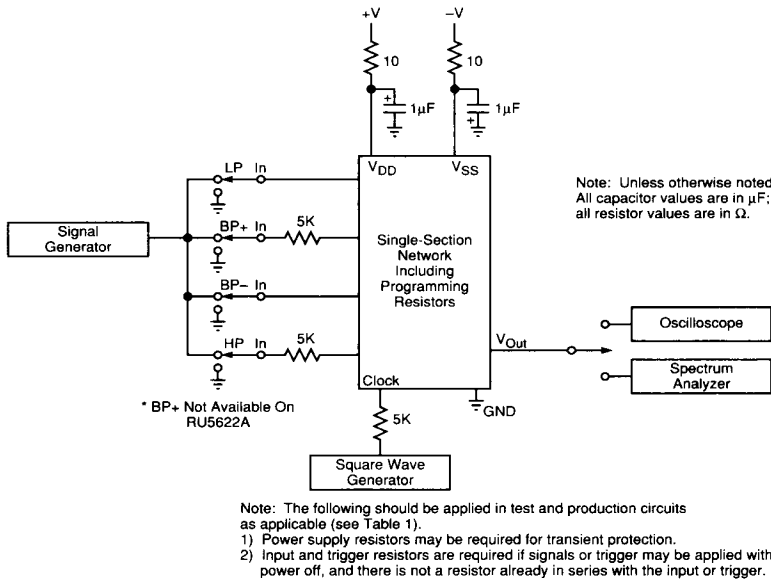 +V
−V
10
10
+
1μF
+
1μF
VDD
VSS
LP In
Note: Unless otherwise noted
All capacitor values are in μF;
all resistor values are in Ω.
Signal
Generator
BP+ In
5K
Single-Section
Network
Including
Programming
Resistors
BP− In
Oscilloscope
HP In
5K
VOut
Spectrum
Analyzer
Clock
GND
* BP+ Not Available On
RU5622A
5K
Square Wave
Generator
Note: The following should be applied in test and production circuits
as applicable (see Table 1).
1) Power supply resistors may be required for transient protection.
2) Input and trigger resistors are required if signals or trigger may be applied with
power off, and there is not a resistor already in series with the input or trigger.